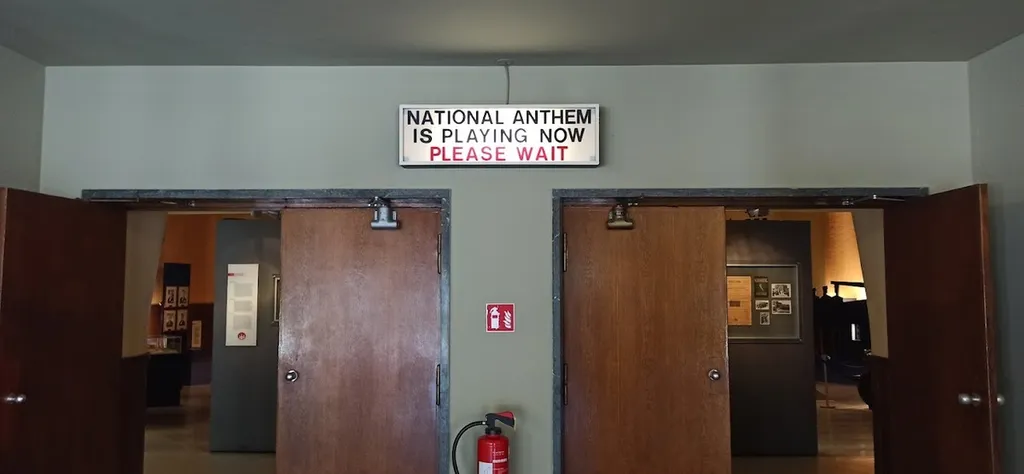 NATIONAL ANTHEM
IS PLAYING NOW
PLEASE WAIT